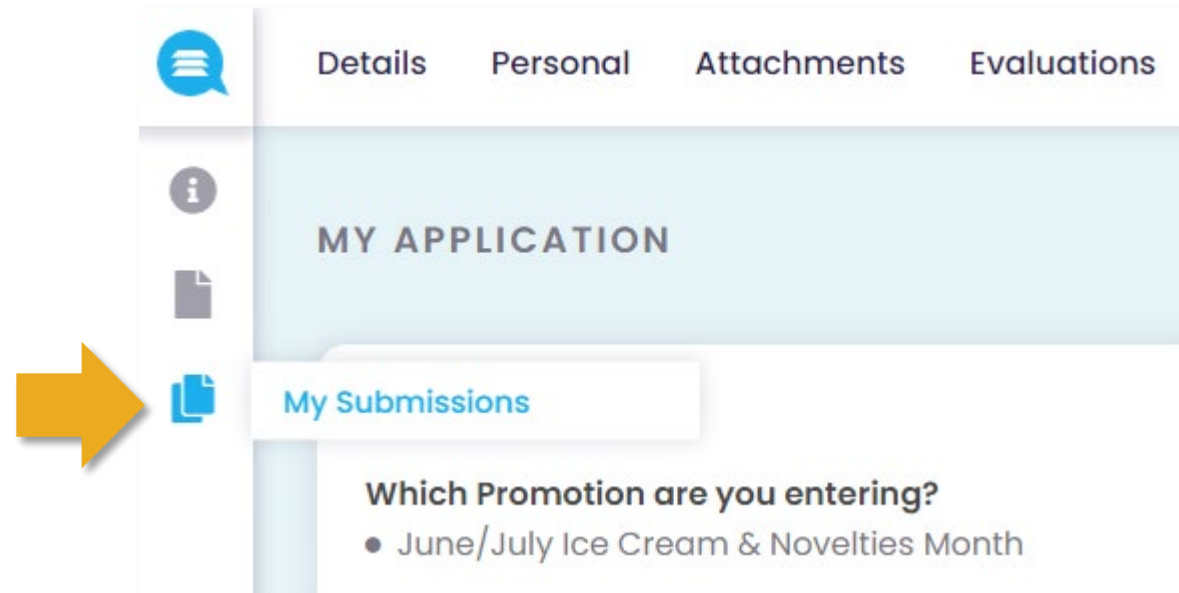 Details Personal Attachments Evaluations
MY APPLICATION
My Submissions
Which Promotion are you entering?
• June/July Ice Cream & Novelties Month